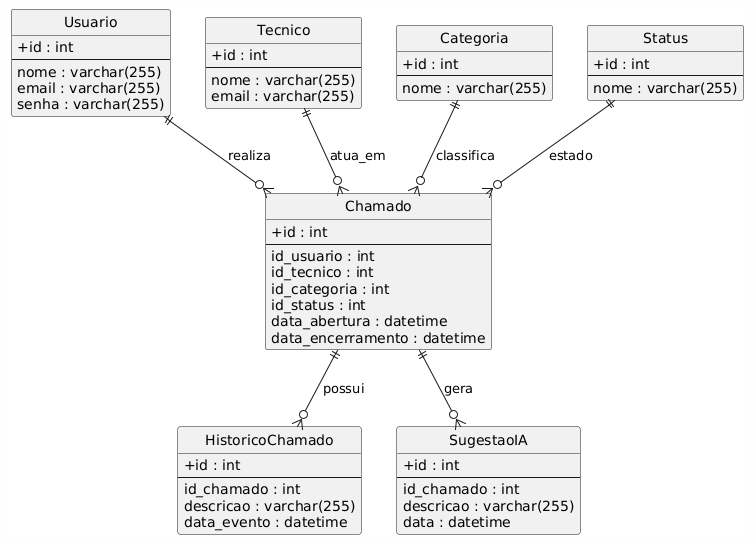 Usuario
+id : int
nome : varchar(255)
email : varchar(255)
senha : varchar(255)
Tecnico
+id : int
nome : varchar(255)
email : varchar(255)
Categoria
+id : int
nome : varchar(255)
Status
+id : int
nome : varchar(255)
realiza
atua_em
classifica
estado
Chamado
+id : int
id_usuario : int
id_tecnico : int
id_categoria : int
id_status : int
data_abertura : datetime
data_encerramento : datetime
possui
gera
HistoricoChamado
+id : int
id_chamado : int
descricao : varchar(255)
data_evento : datetime
SugestaoIA
+id : int
id_chamado : int
descricao : varchar(255)
data : datetime